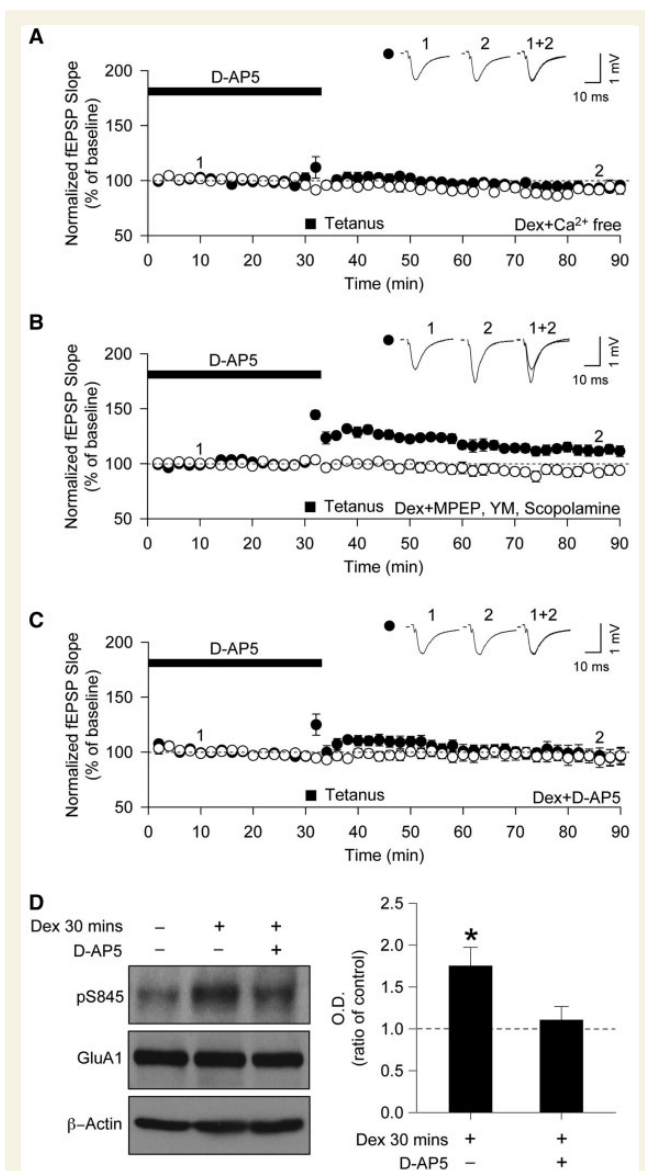 A
D-AP5
1 2 1+2
1 mV
10 ms
Normalized fEPSP Slope
(% of baseline)
200
150
100
50
1
2
Tetanus
Dex+Ca²⁺ free
0 10 20 30 40 50 60 70 80 90
Time (min)
B
D-AP5
1 2 1+2
1 mV
10 ms
Normalized fEPSP Slope
(% of baseline)
200
150
100
50
1
2
Tetanus
Dex+MPEP, YM, Scopolamine
0 10 20 30 40 50 60 70 80 90
Time (min)
C
D-AP5
1 2 1+2
1 mV
10 ms
Normalized fEPSP Slope
(% of baseline)
200
150
100
50
1
2
Tetanus
Dex+D-AP5
0 10 20 30 40 50 60 70 80 90
Time (min)
D
Dex 30 mins – + +
D-AP5 – – +
pS845
GluA1
β-Actin
O.D.
(ratio of control)
2.5
2.0
1.5
1.0
0.5
0.0
*
Dex 30 mins + +
D-AP5 – +